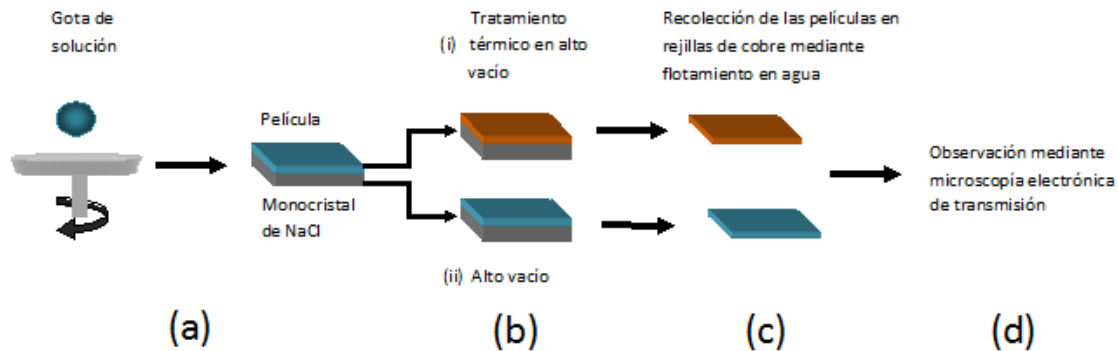 Gota de
solución
Película
Monocristal
de NaCl
Tratamiento
(i) térmico en alto
vacío
(ii) Alto vacío
Recolección de las películas en
rejillas de cobre mediante
flotamiento en agua
Observación mediante
microscopía electrónica
de transmisión
(a)
(b)
(c)
(d)